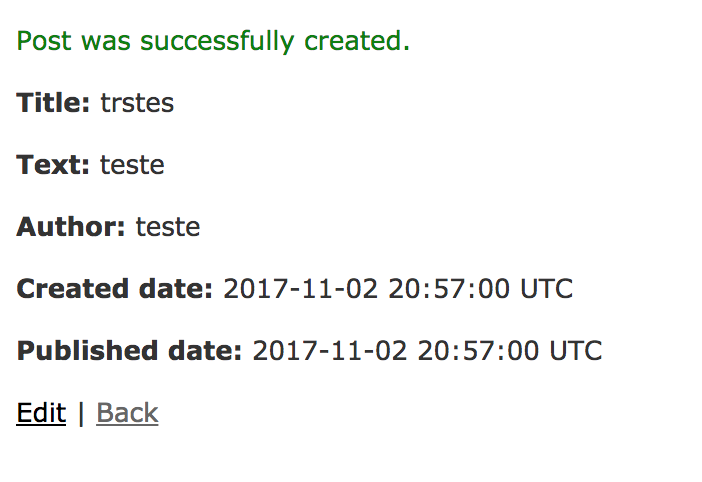 Post was successfully created.
Title: trstes
Text: teste
Author: teste
Created date: 2017-11-02 20:57:00 UTC
Published date: 2017-11-02 20:57:00 UTC
Edit | Back